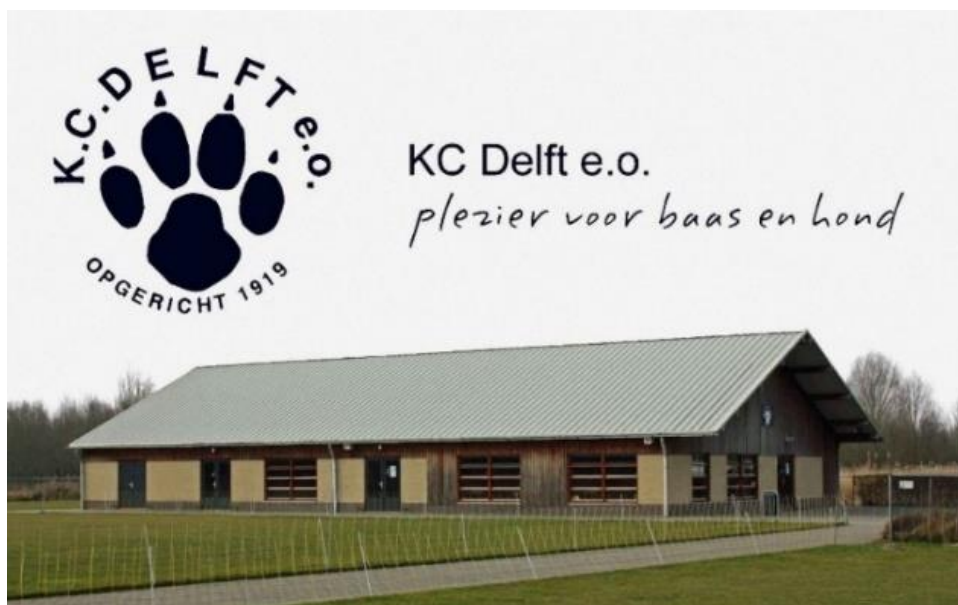 K.C.DELFT e.o.
OPGERICHT 1919
KC Delft e.o.
plezier voor baas en hond